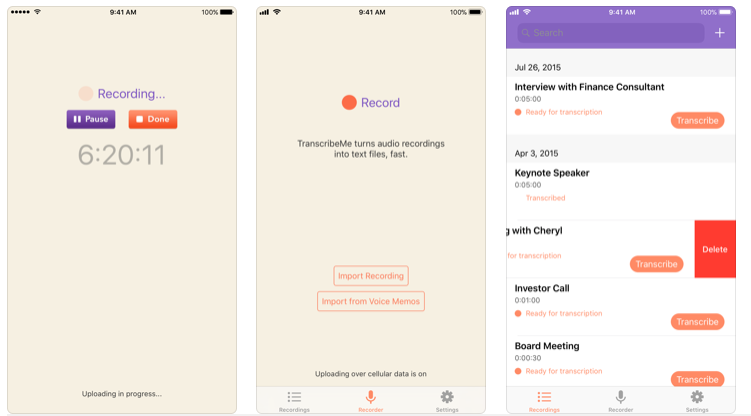 9:41 AM
100%
Recording...
Pause
Done
6:20:11
Uploading in progress...
9:41 AM
100%
Record
TranscribeMe turns audio recordings
into text files, fast.
Import Recording
Import from Voice Memos
Uploading over cellular data is on
Recordings
Recorder
Settings
9:41 AM
100%
Search
Jul 26, 2015
Interview with Finance Consultant
0:05:00
Ready for transcription
Transcribe
Apr 3, 2015
Keynote Speaker
0:05:00
Transcribed
g with Cheryl
for transcription
Transcribe
Delete
Investor Call
0:01:00
Ready for transcription
Transcribe
Board Meeting
0:00:30
Ready for transcription
Transcribe
Recordings
Recorder
Settings